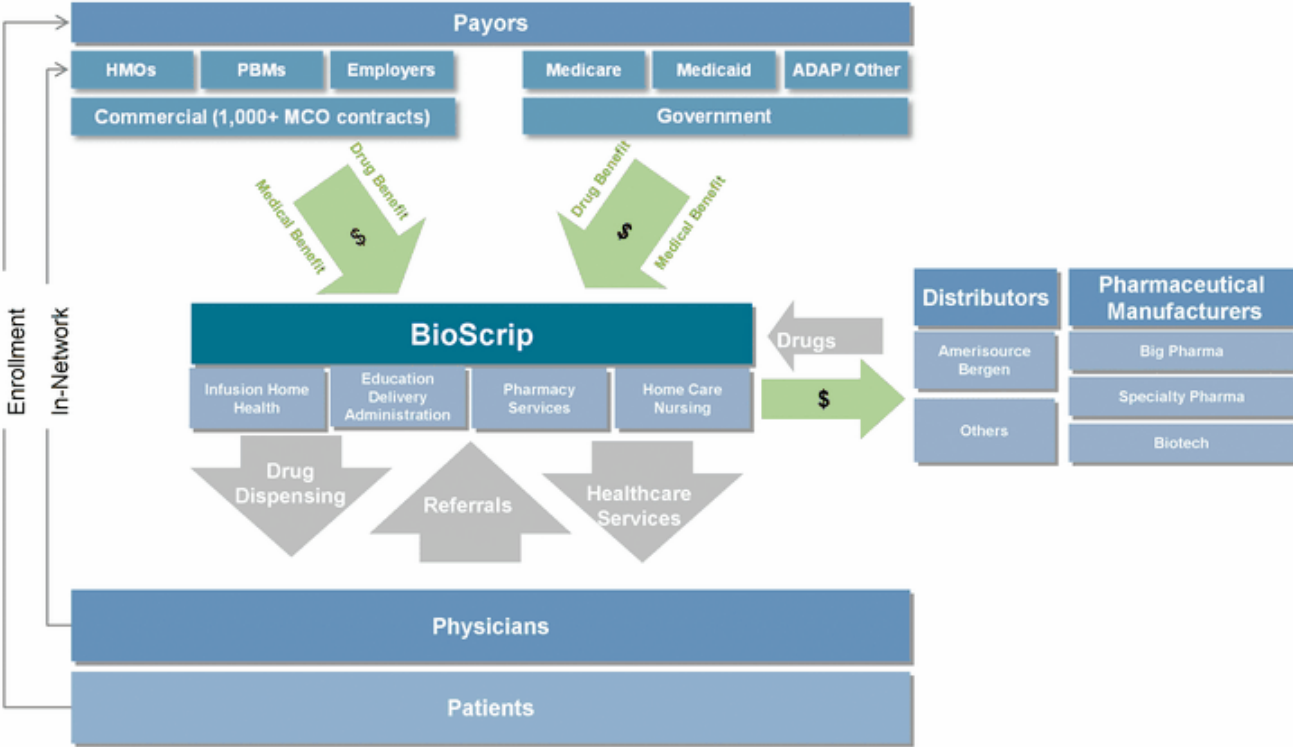 Payors
HMOs
PBMs
Employers
Medicare
Medicaid
ADAP / Other
Commercial (1,000+ MCO contracts)
Government
Medical Benefit
Drug Benefit
$
Drug Benefit
Medical Benefit
$
Enrollment
In-Network
BioScrip
Infusion Home
Health
Education
Delivery
Administration
Pharmacy
Services
Home Care
Nursing
Drugs
$
Distributors
Amerisource
Bergen
Others
Pharmaceutical
Manufacturers
Big Pharma
Specialty Pharma
Biotech
Drug
Dispensing
Referrals
Healthcare
Services
Physicians
Patients